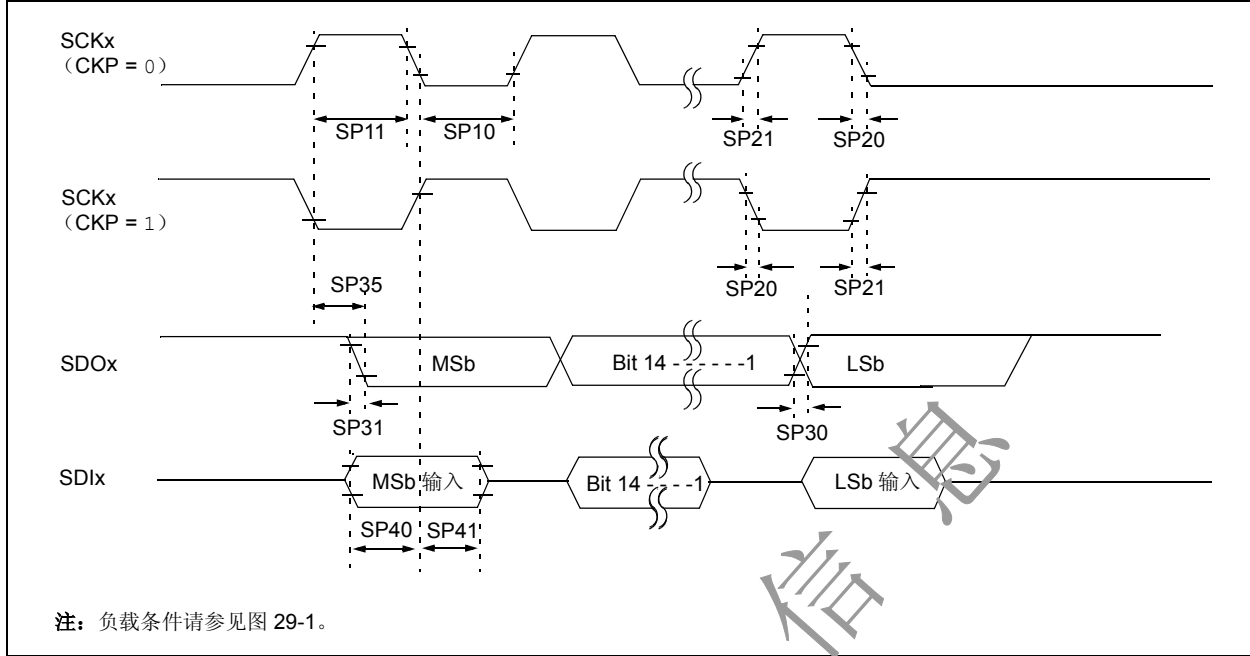 SCKx
（CKP = 0）
SP11
SP10
SP21
SP20
SCKx
（CKP = 1）
SP35
SP20
SP21
SDOx
MSb
Bit 14 - - - - - -1
LSb
SP31
SP30
SDIx
MSb 输入
Bit 14 - - - - -1
LSb 输入
SP40
SP41
信息
注：负载条件请参见图 29-1。